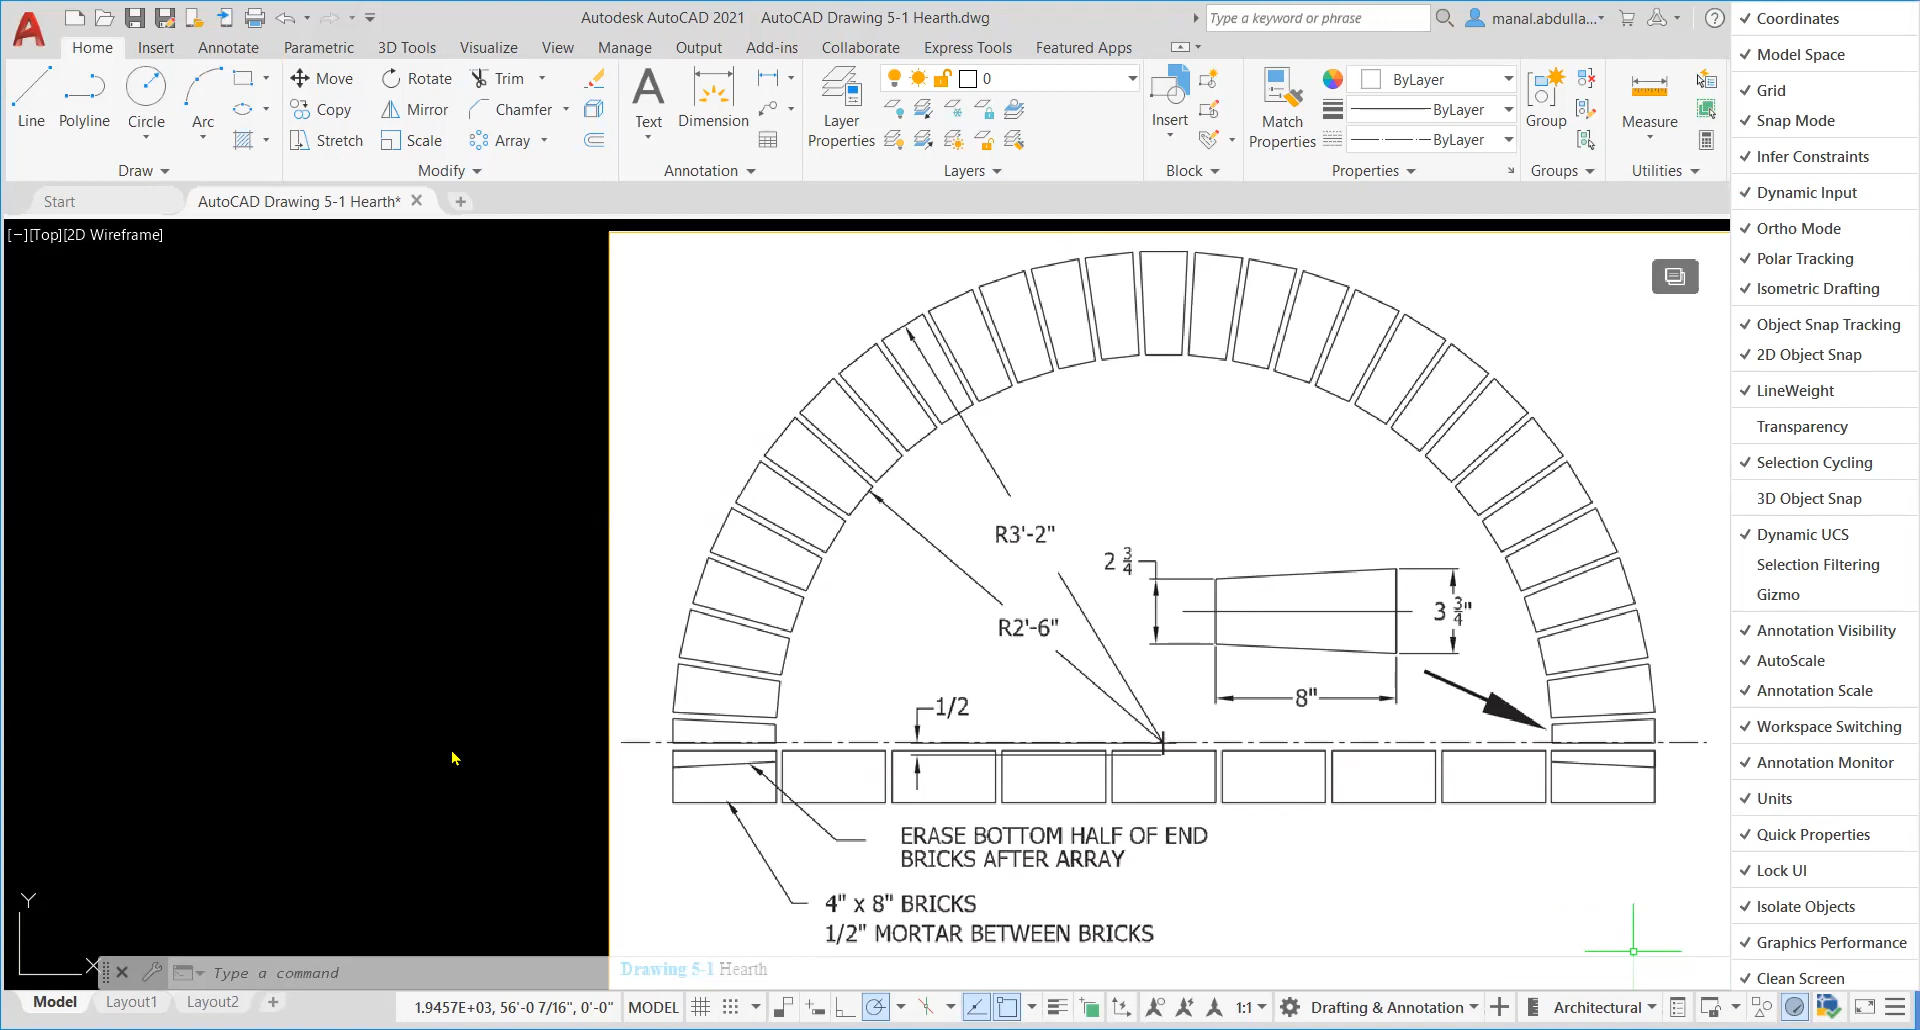 Autodesk AutoCAD 2021 AutoCAD Drawing 5-1 Hearth.dwg
Type a keyword or phrase
manal.abdulla...
Home Insert Annotate Parametric 3D Tools Visualize View Manage Output Add-ins Collaborate Express Tools Featured Apps
Line Polyline Circle Arc
Move Rotate Trim
Copy Mirror Chamfer
Stretch Scale Array
Text Dimension
Layer Properties
0
Insert
Match Properties
ByLayer
ByLayer
ByLayer
Group
Measure
Draw Modify Annotation Layers Block Properties Groups Utilities
Start AutoCAD Drawing 5-1 Hearth*
[−][Top][2D Wireframe]
R3'-2"
2 3/4
3 3/4"
R2'-6"
8"
1/2
ERASE BOTTOM HALF OF END
BRICKS AFTER ARRAY
4" x 8" BRICKS
1/2" MORTAR BETWEEN BRICKS
Drawing 5-1 Hearth
Y
X
Type a command
Model Layout1 Layout2
1.9457E+03, 56'-0 7/16", 0'-0" MODEL 1:1 Drafting & Annotation Architectural
Coordinates
Model Space
Grid
Snap Mode
Infer Constraints
Dynamic Input
Ortho Mode
Polar Tracking
Isometric Drafting
Object Snap Tracking
2D Object Snap
LineWeight
Transparency
Selection Cycling
3D Object Snap
Dynamic UCS
Selection Filtering
Gizmo
Annotation Visibility
AutoScale
Annotation Scale
Workspace Switching
Annotation Monitor
Units
Quick Properties
Lock UI
Isolate Objects
Graphics Performance
Clean Screen